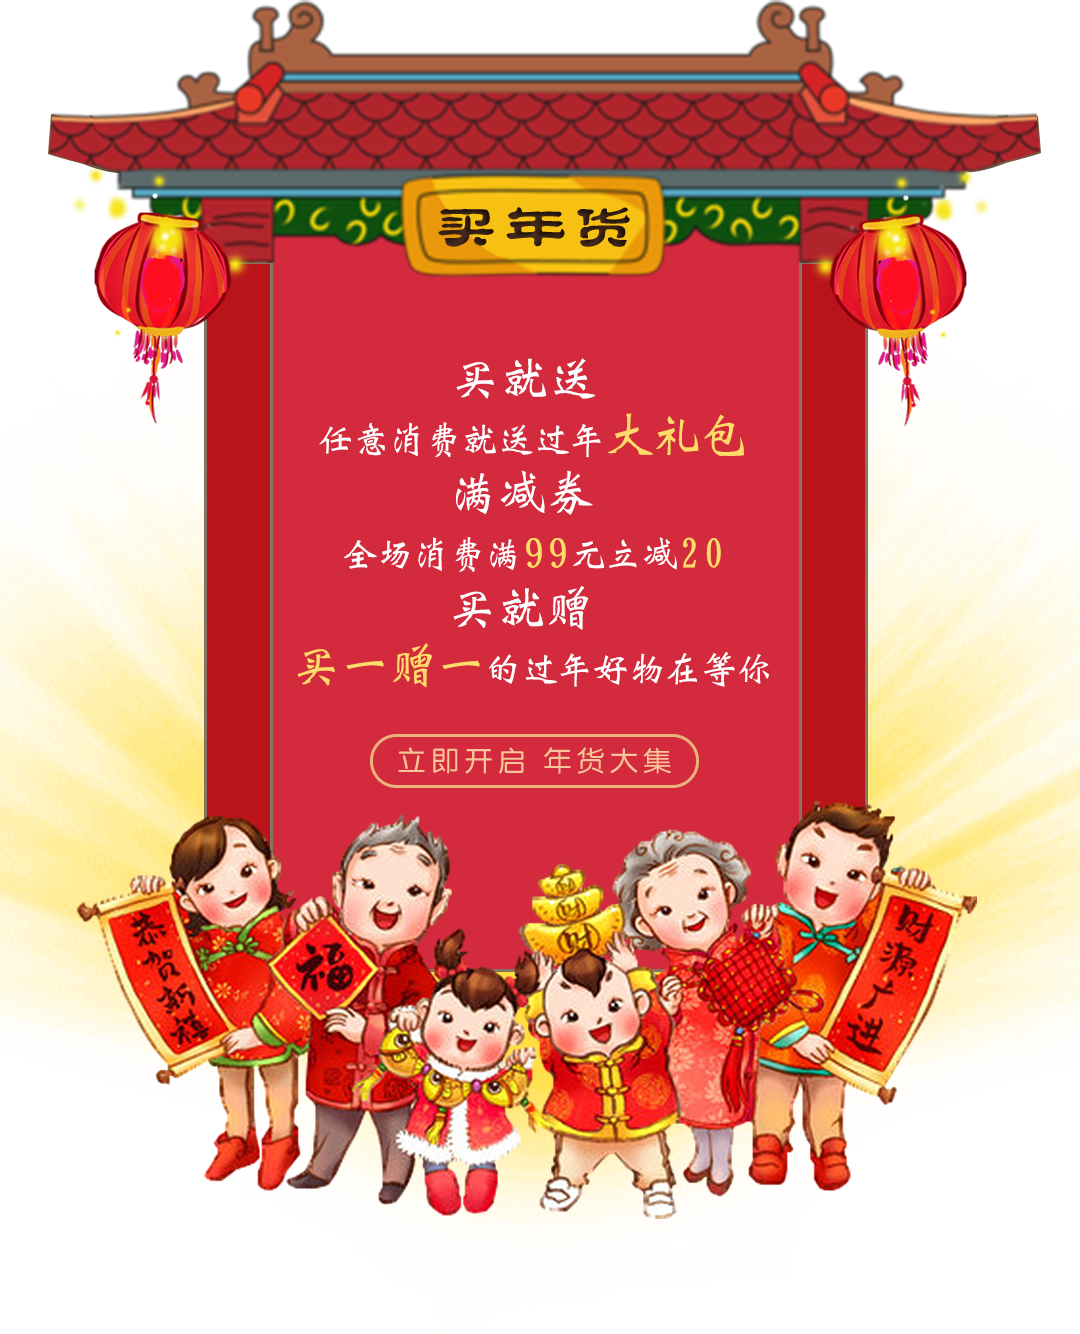 买年货
买就送
任意消费就送过年大礼包
满减券
全场消费满99元立减20
买就赠
买一赠一的过年好物在等你
立即开启 年货大集
恭贺新禧
福
财
财
财源广进